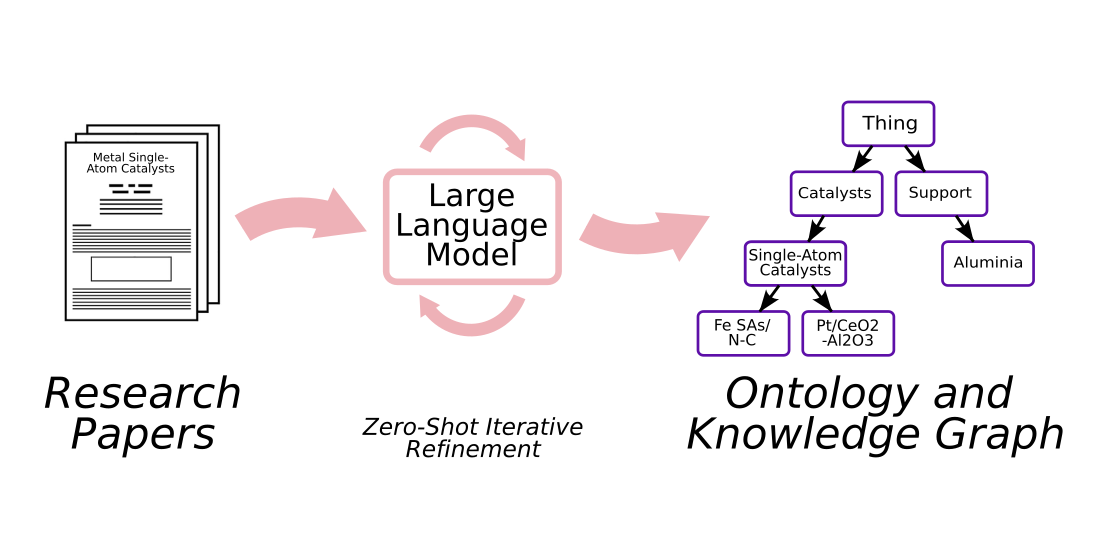 Metal Single-
Atom Catalysts
Research
Papers
Large
Language
Model
Zero-Shot Iterative
Refinement
Thing
Catalysts
Support
Single-Atom
Catalysts
Aluminia
Fe SAs/
N-C
Pt/CeO2
-Al2O3
Ontology and
Knowledge Graph